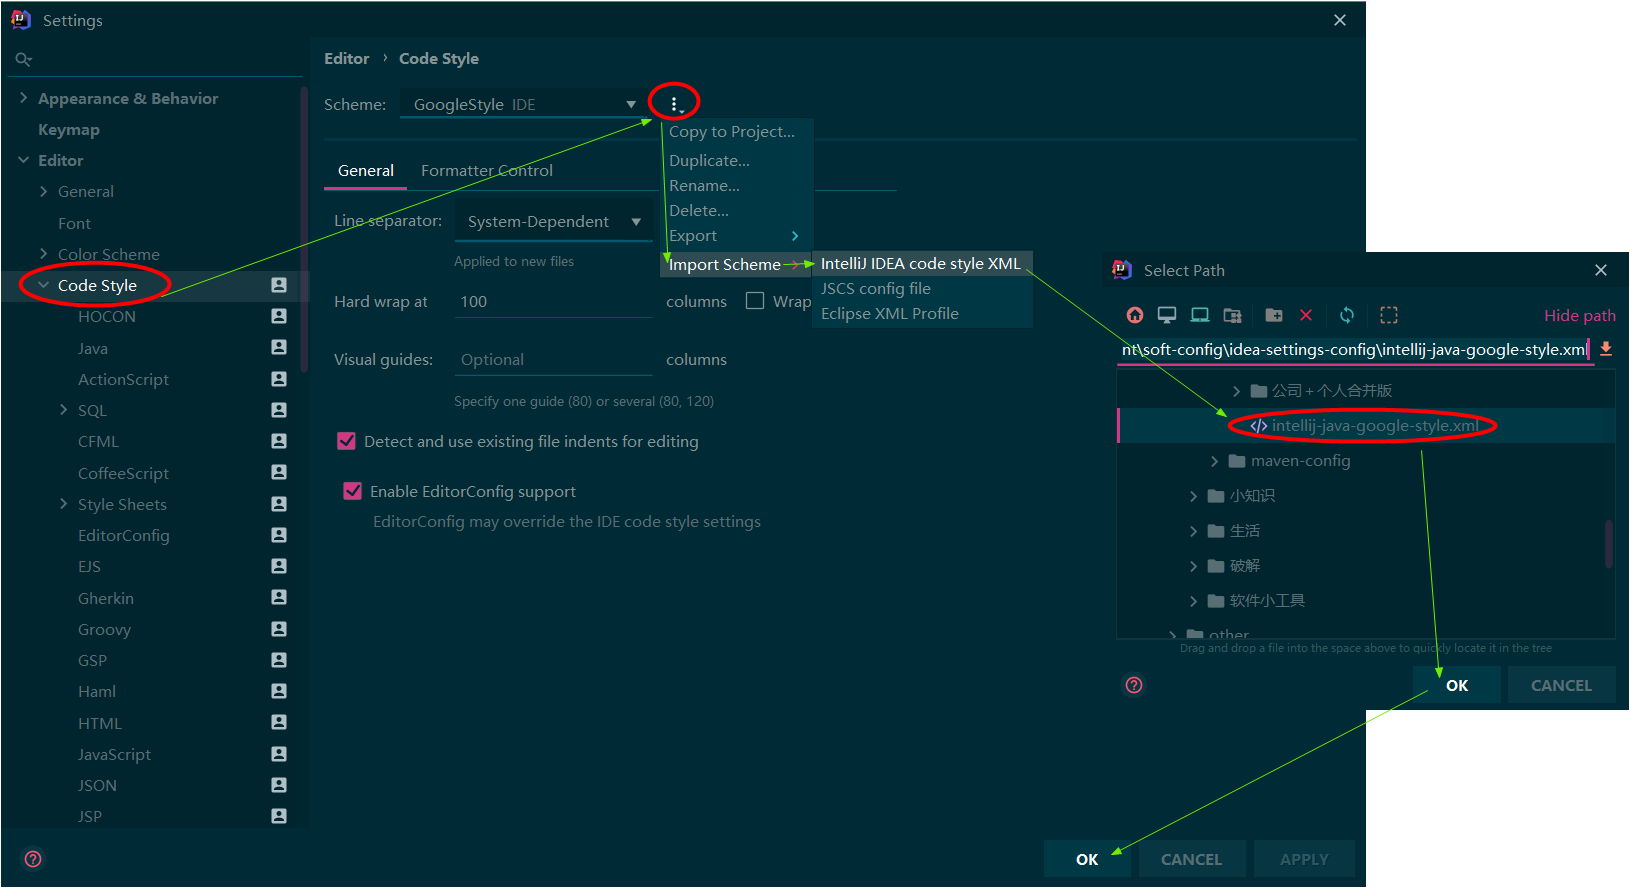 Settings
Appearance & Behavior
Keymap
Editor
General
Font
Color Scheme
Code Style
HOCON
Java
ActionScript
SQL
CFML
CoffeeScript
Style Sheets
EditorConfig
EJS
Gherkin
Groovy
GSP
Haml
HTML
JavaScript
JSON
JSP
Editor › Code Style
Scheme: GoogleStyle IDE
Copy to Project...
Duplicate...
Rename...
Delete...
Export
Import Scheme
IntelliJ IDEA code style XML
JSCS config file
Eclipse XML Profile
General Formatter Control
Line separator: System-Dependent
Applied to new files
Hard wrap at 100 columns Wrap
Visual guides: Optional columns
Specify one guide (80) or several (80, 120)
Detect and use existing file indents for editing
Enable EditorConfig support
EditorConfig may override the IDE code style settings
OK CANCEL APPLY
Select Path
Hide path
nt\soft-config\idea-settings-config\intellij-java-google-style.xml
公司+个人合并版
intellij-java-google-style.xml
maven-config
小知识
生活
破解
软件小工具
other
Drag and drop a file into the space above to quickly locate it in the tree
OK CANCEL